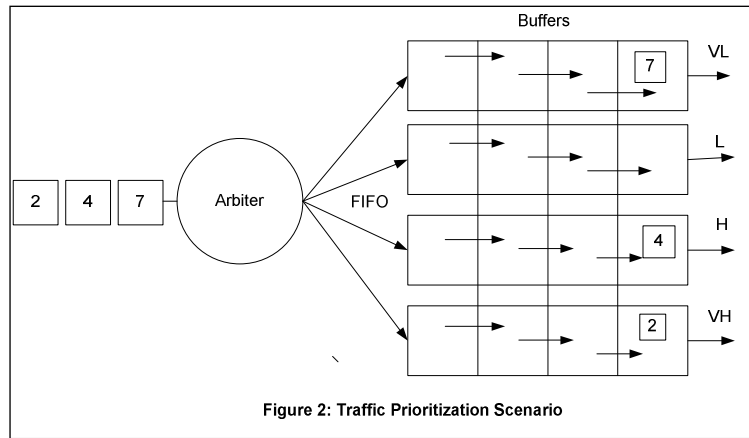 Buffers
VL
7
L
2 4 7
Arbiter
FIFO
H
4
VH
2
Figure 2: Traffic Prioritization Scenario